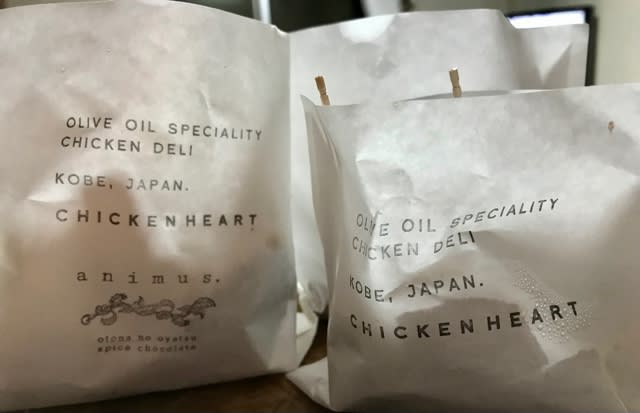 OLIVE OIL SPECIALITY
CHICKEN DELI
KOBE, JAPAN.
CHICKENHEART
animus.
otona no oyatsu
spice chocolate
OLIVE OIL SPECIALITY
CHICKEN DELI
KOBE, JAPAN.
CHICKENHEART